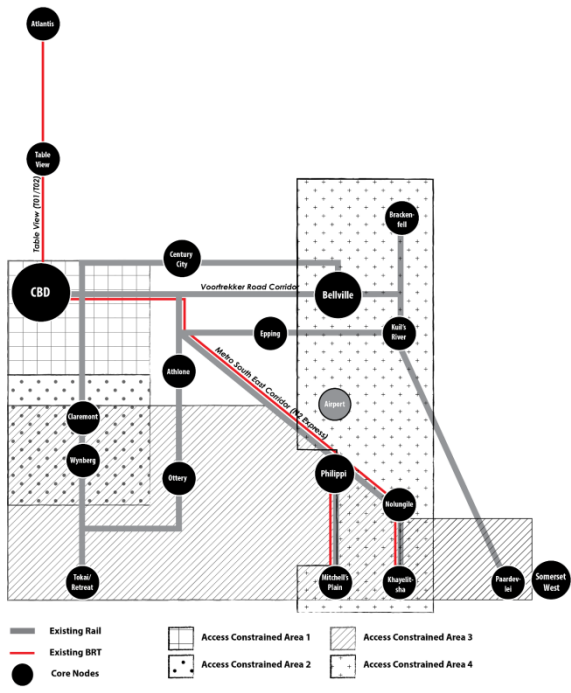 Atlantis
Table
View
Table View (T01/T02)
Bracken-
fell
Century
City
CBD
Voortrekker Road Corridor
Bellville
Epping
Kuil's
River
Athlone
Metro South East Corridor (N2 Express)
Airport
Claremont
Wynberg
Ottery
Philippi
Nolungile
Tokai/
Retreat
Mitchell's
Plain
Khayelit-
sha
Paardev-
lei
Somerset
West
Existing Rail
Existing BRT
Core Nodes
Access Constrained Area 1
Access Constrained Area 2
Access Constrained Area 3
Access Constrained Area 4